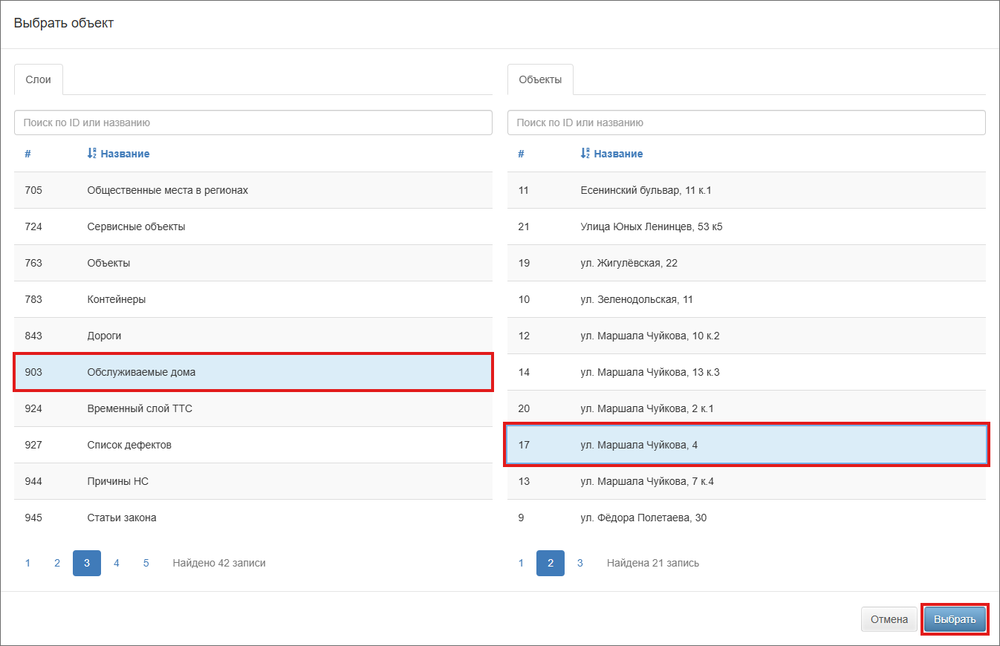 Выбрать объект
Слои
Поиск по ID или названию
# Название
705 Общественные места в регионах
724 Сервисные объекты
763 Объекты
783 Контейнеры
843 Дороги
903 Обслуживаемые дома
924 Временный слой ТТС
927 Список дефектов
944 Причины НС
945 Статьи закона
1 2 3 4 5 Найдено 42 записи
Объекты
Поиск по ID или названию
# Название
11 Есенинский бульвар, 11 к.1
21 Улица Юных Ленинцев, 53 к5
19 ул. Жигулёвская, 22
10 ул. Зеленодольская, 11
12 ул. Маршала Чуйкова, 10 к.2
14 ул. Маршала Чуйкова, 13 к.3
20 ул. Маршала Чуйкова, 2 к.1
17 ул. Маршала Чуйкова, 4
13 ул. Маршала Чуйкова, 7 к.4
9 ул. Фёдора Полетаева, 30
1 2 3 Найдена 21 запись
Отмена Выбрать